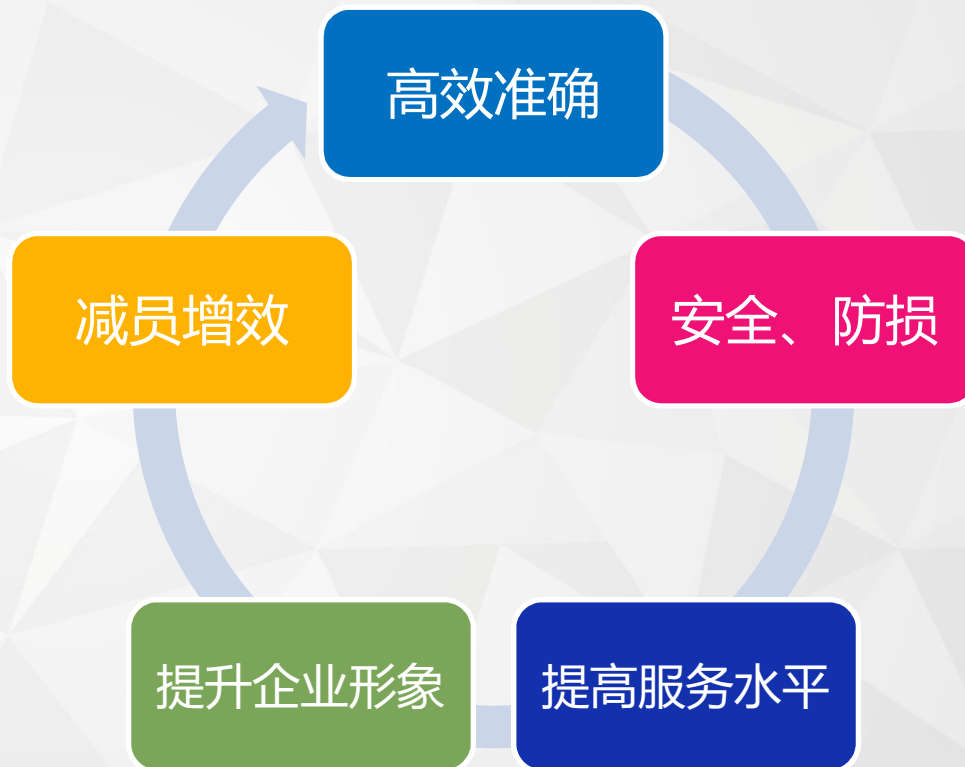 高效准确
减员增效
安全、防损
提升企业形象
提高服务水平